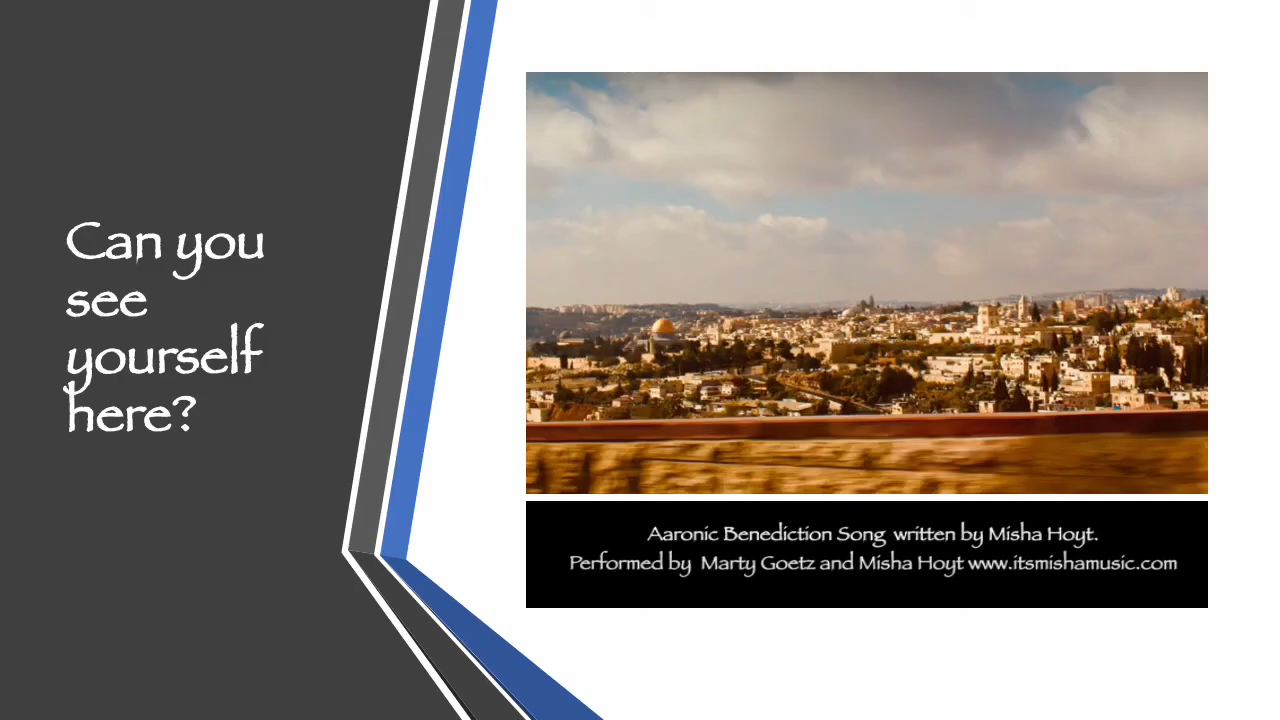 Can you
see
yourself
here?
Aaronic Benediction Song written by Misha Hoyt.
Performed by Marty Goetz and Misha Hoyt www.itsmishamusic.com